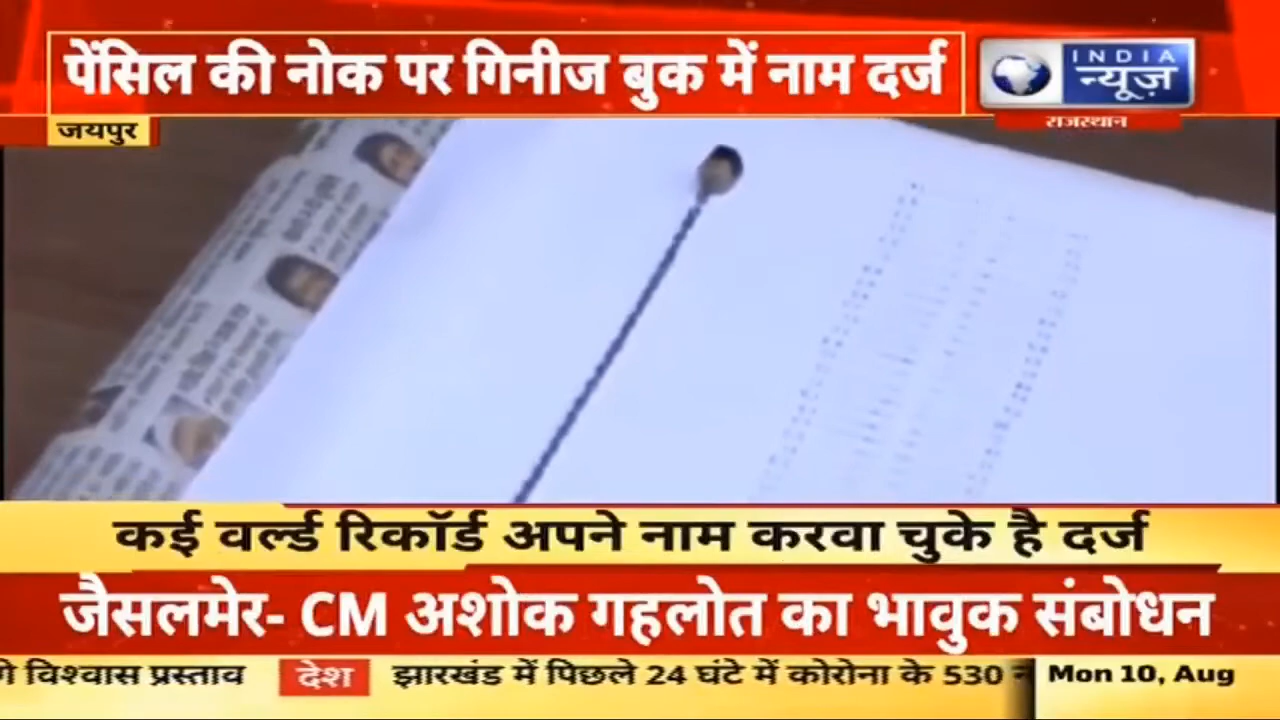 पेंसिल की नोक पर गिनीज बुक में नाम दर्ज
INDIA
न्यूज़
राजस्थान
जयपुर
कई वर्ल्ड रिकॉर्ड अपने नाम करवा चुके है दर्ज
जैसलमेर- CM अशोक गहलोत का भावुक संबोधन
विश्वास प्रस्ताव देश झारखंड में पिछले 24 घंटे में कोरोना के 530 Mon 10, Aug